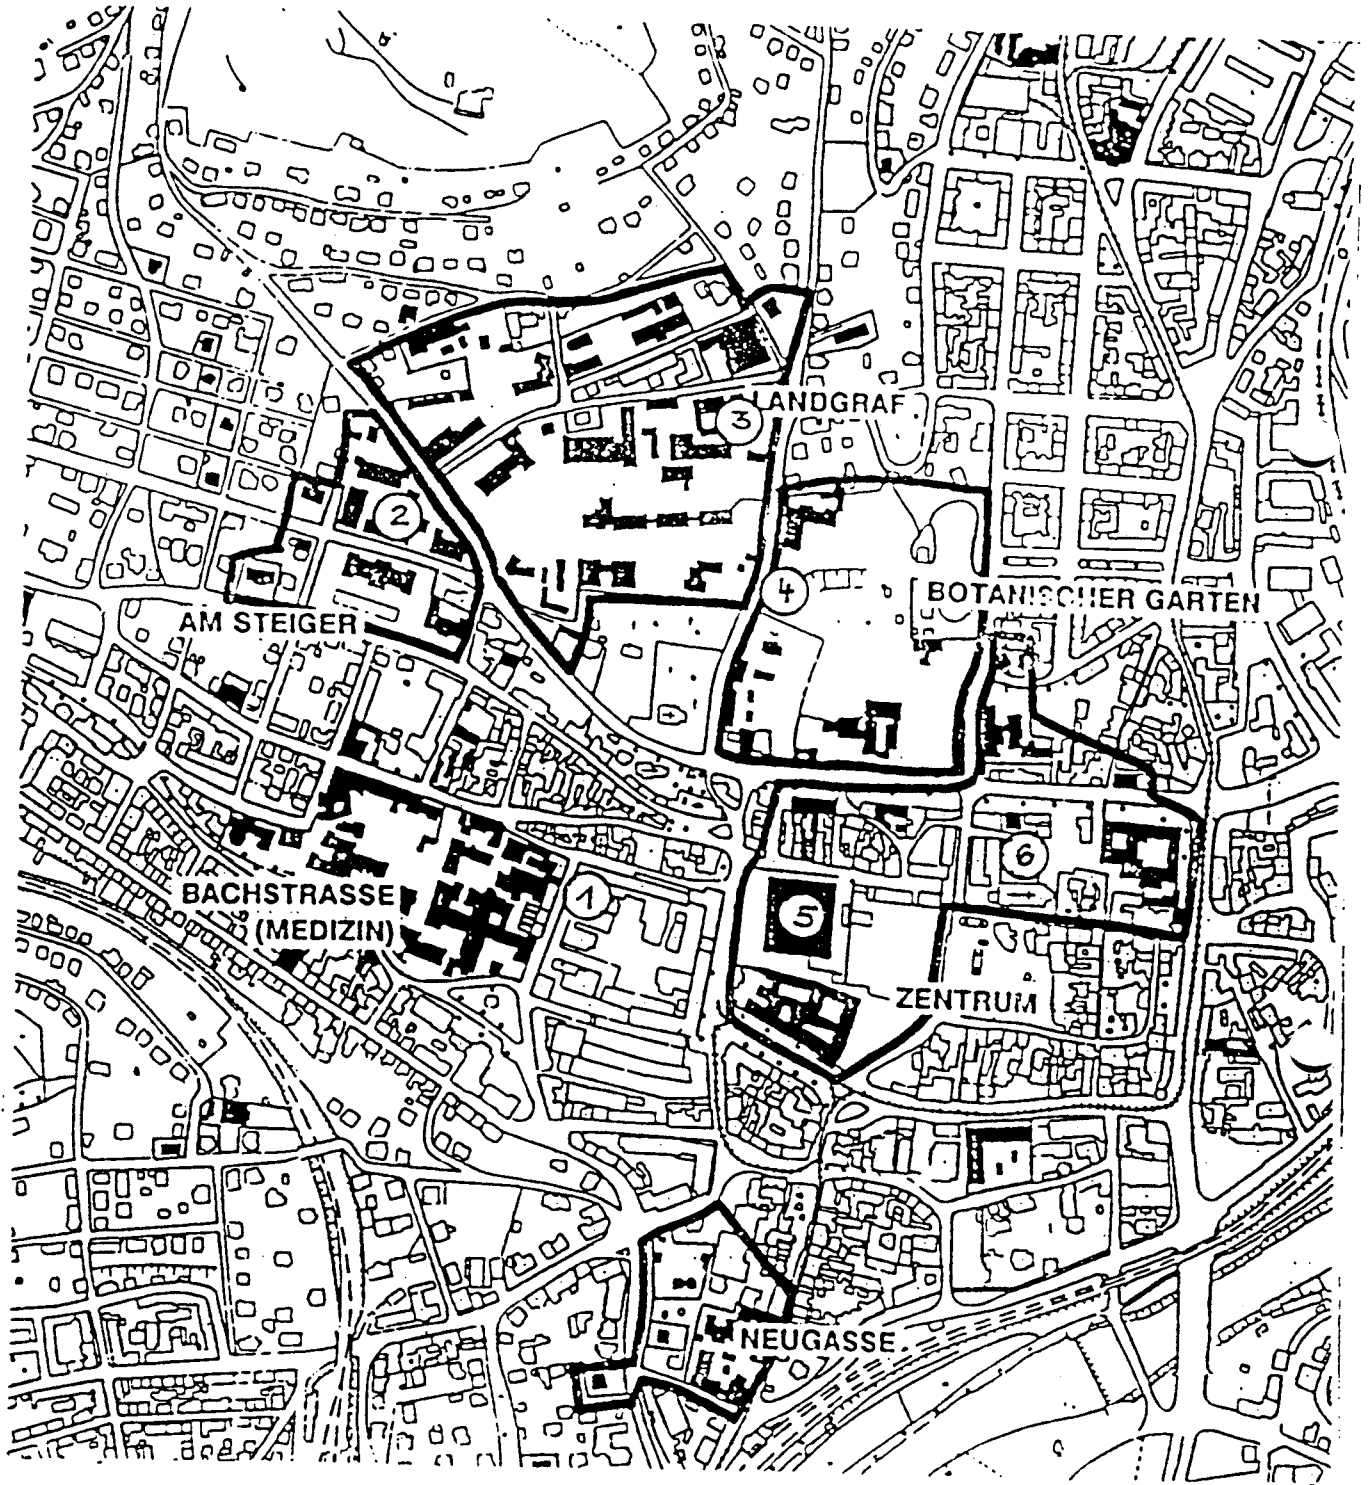 LANDGRAF
3
2
4
BOTANISCHER GARTEN
AM STEIGER
6
BACHSTRASSE
(MEDIZIN)
1
5
ZENTRUM
NEUGASSE